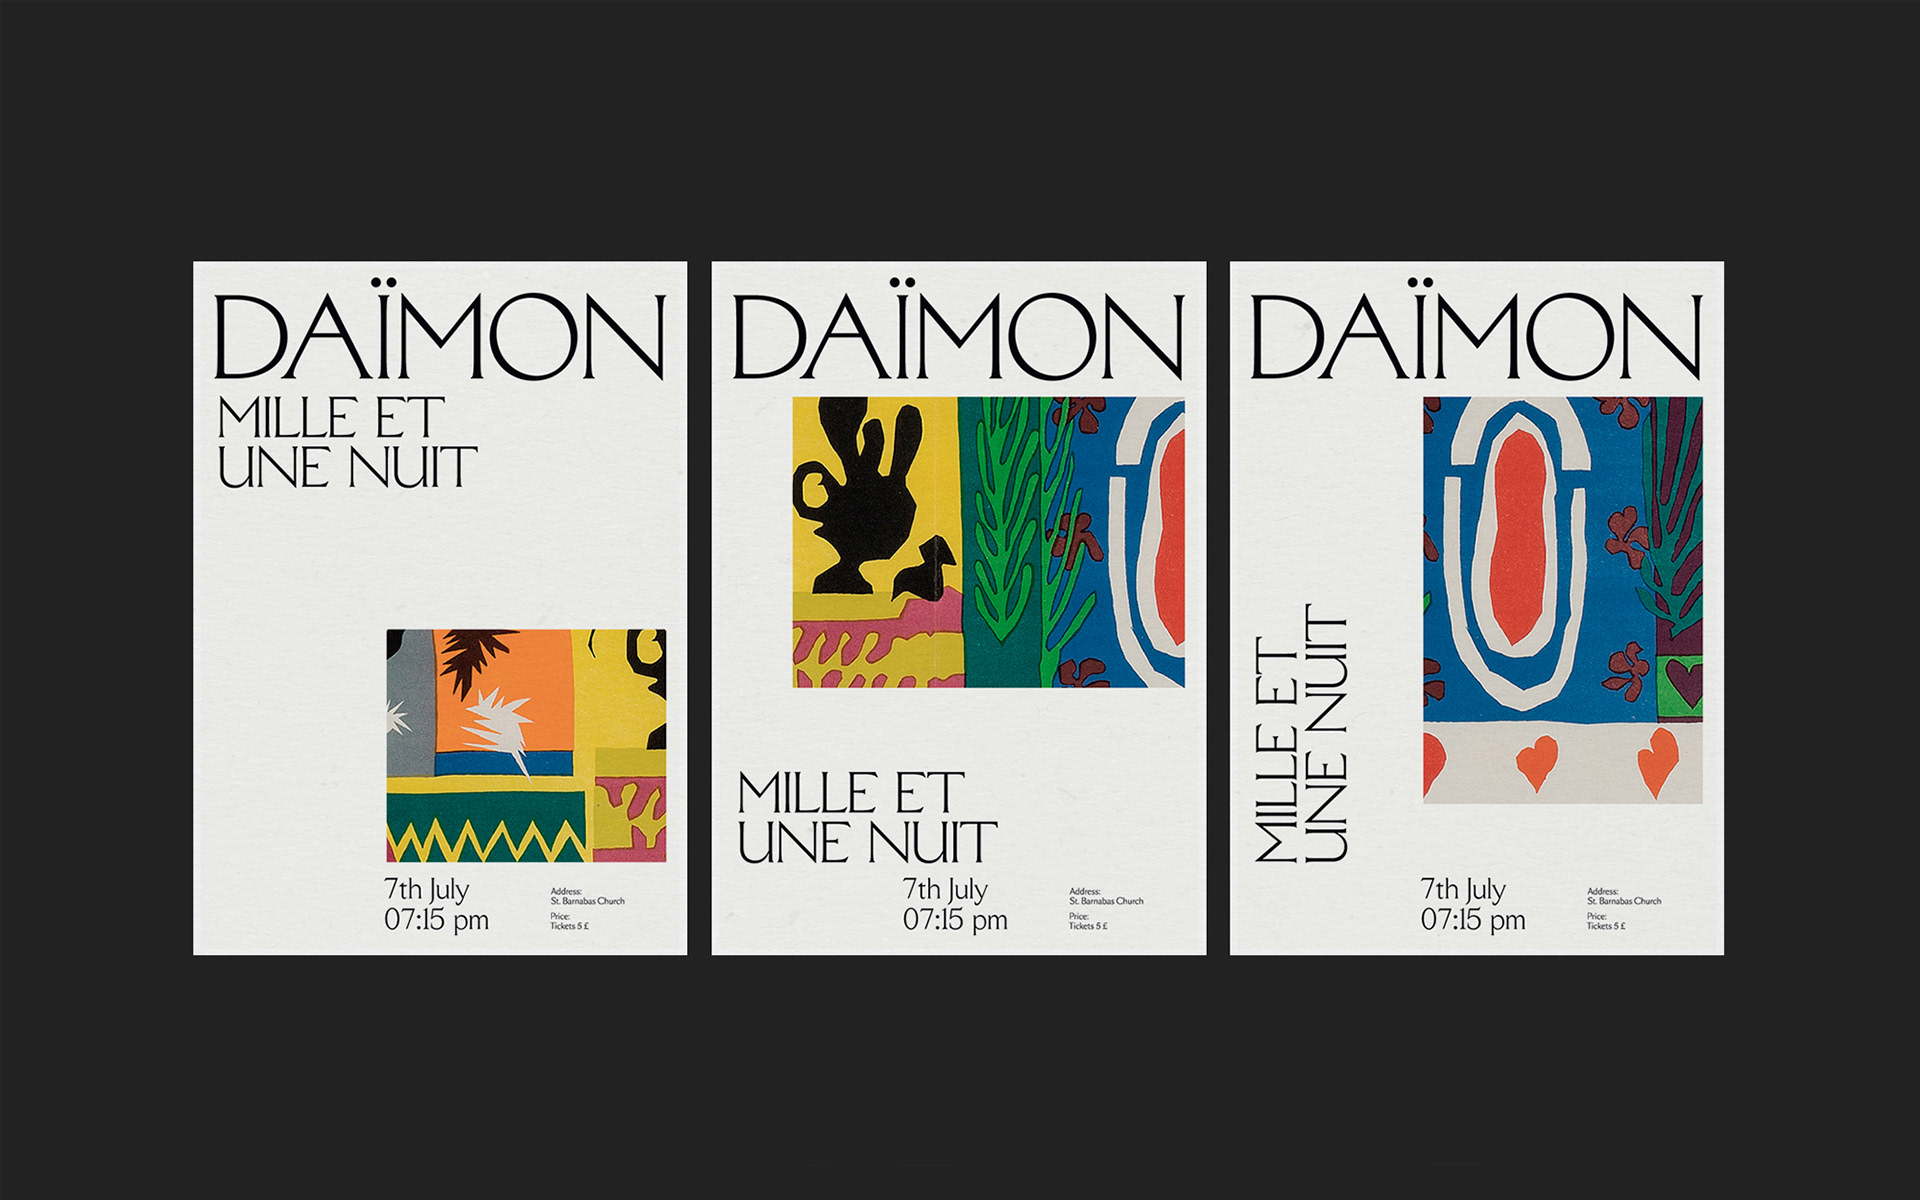 DAÏMON
MILLE ET
UNE NUIT
7th July
07:15 pm
Address:
St. Barnabas Church
Price:
Tickets 5 £
DAÏMON
MILLE ET
UNE NUIT
7th July
07:15 pm
Address:
St. Barnabas Church
Price:
Tickets 5 £
DAÏMON
MILLE ET
UNE NUIT
7th July
07:15 pm
Address:
St. Barnabas Church
Price:
Tickets 5 £